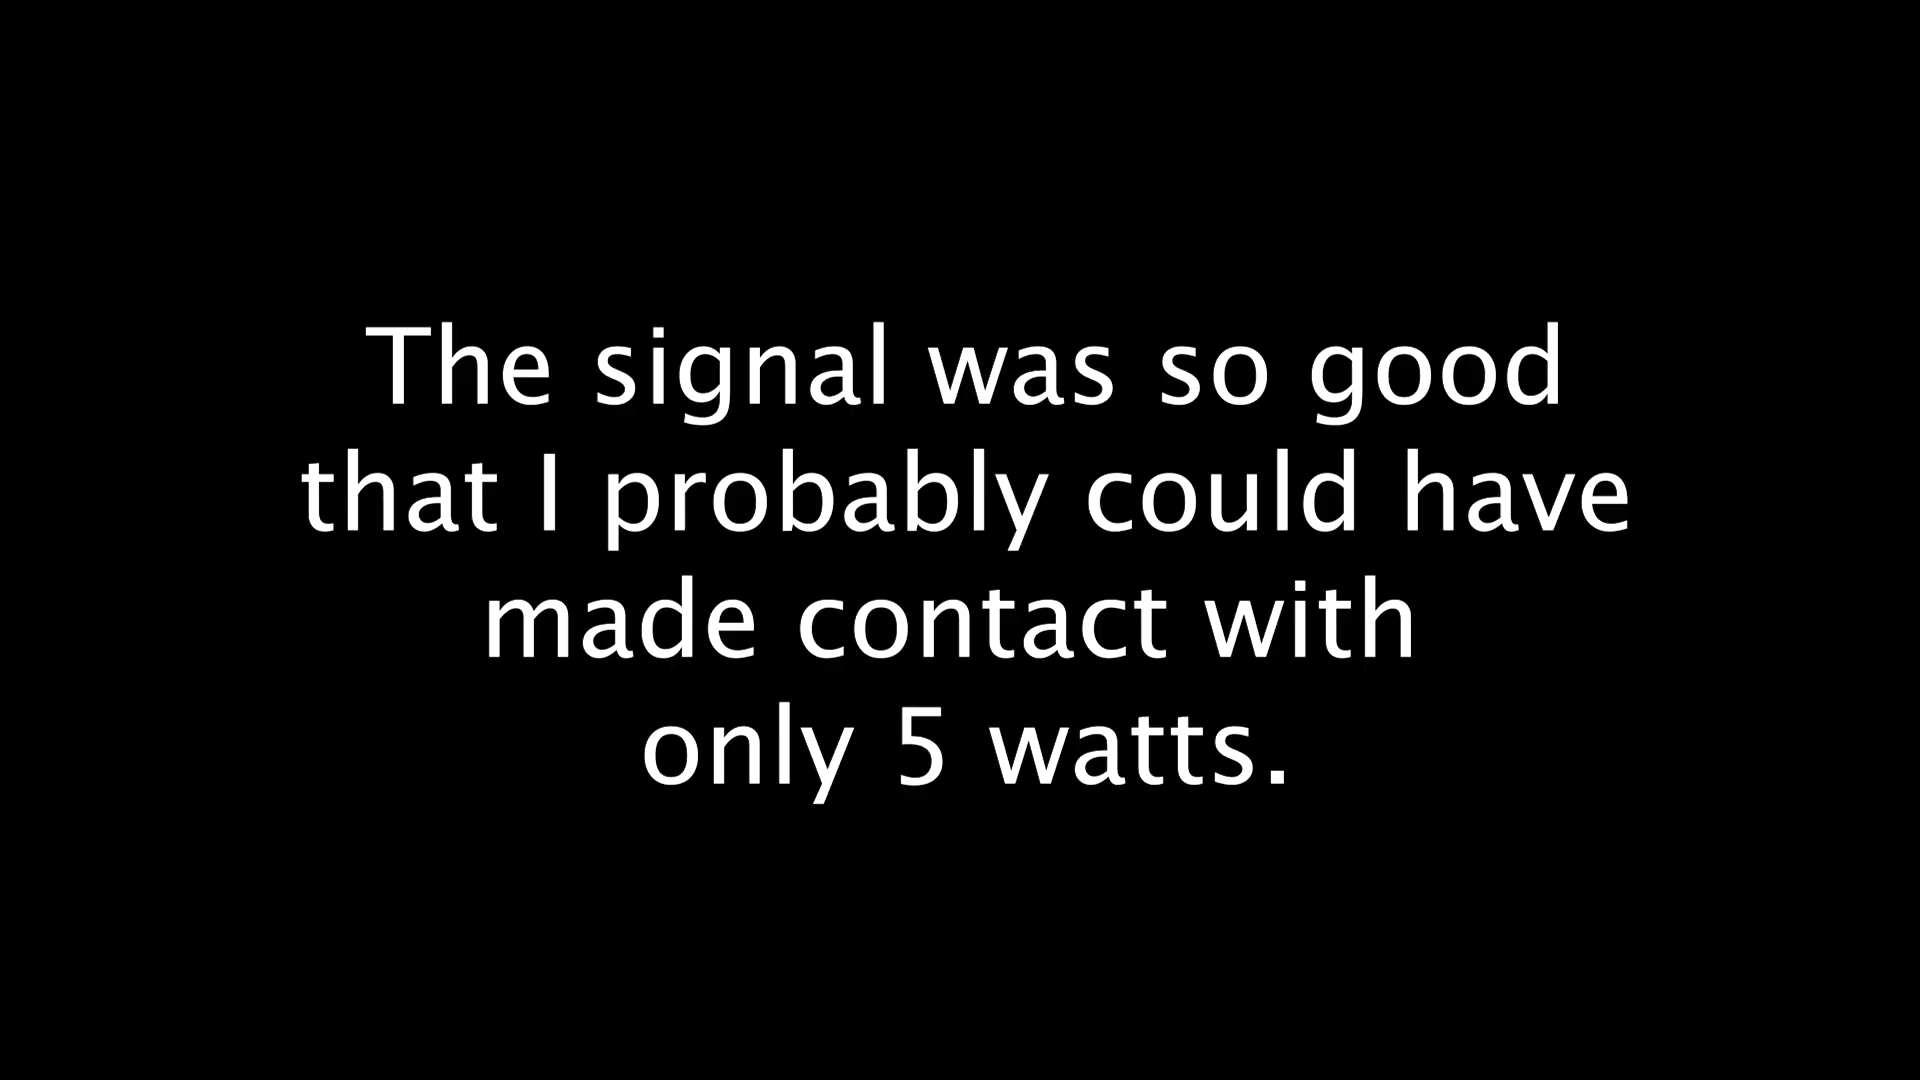 The signal was so good
that I probably could have
made contact with
only 5 watts.